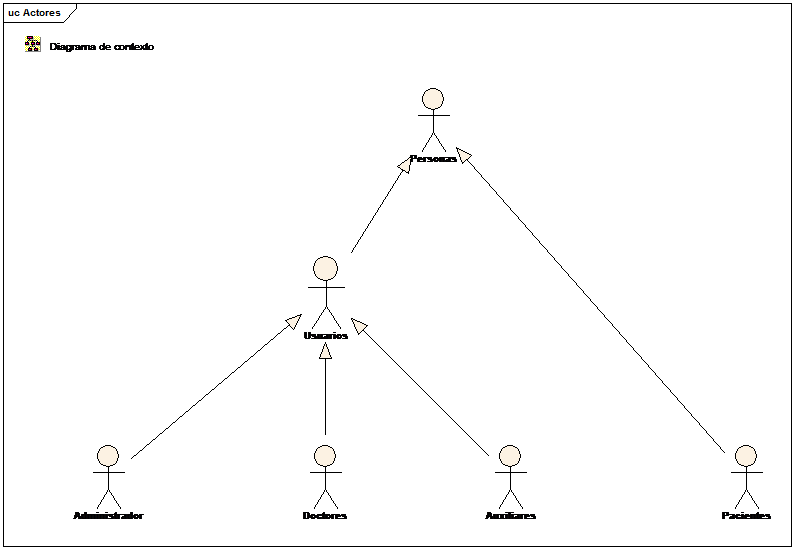 uc Actores
Diagrama de contexto
Personas
Usuarios
Administrador
Doctores
Auxiliares
Pacientes